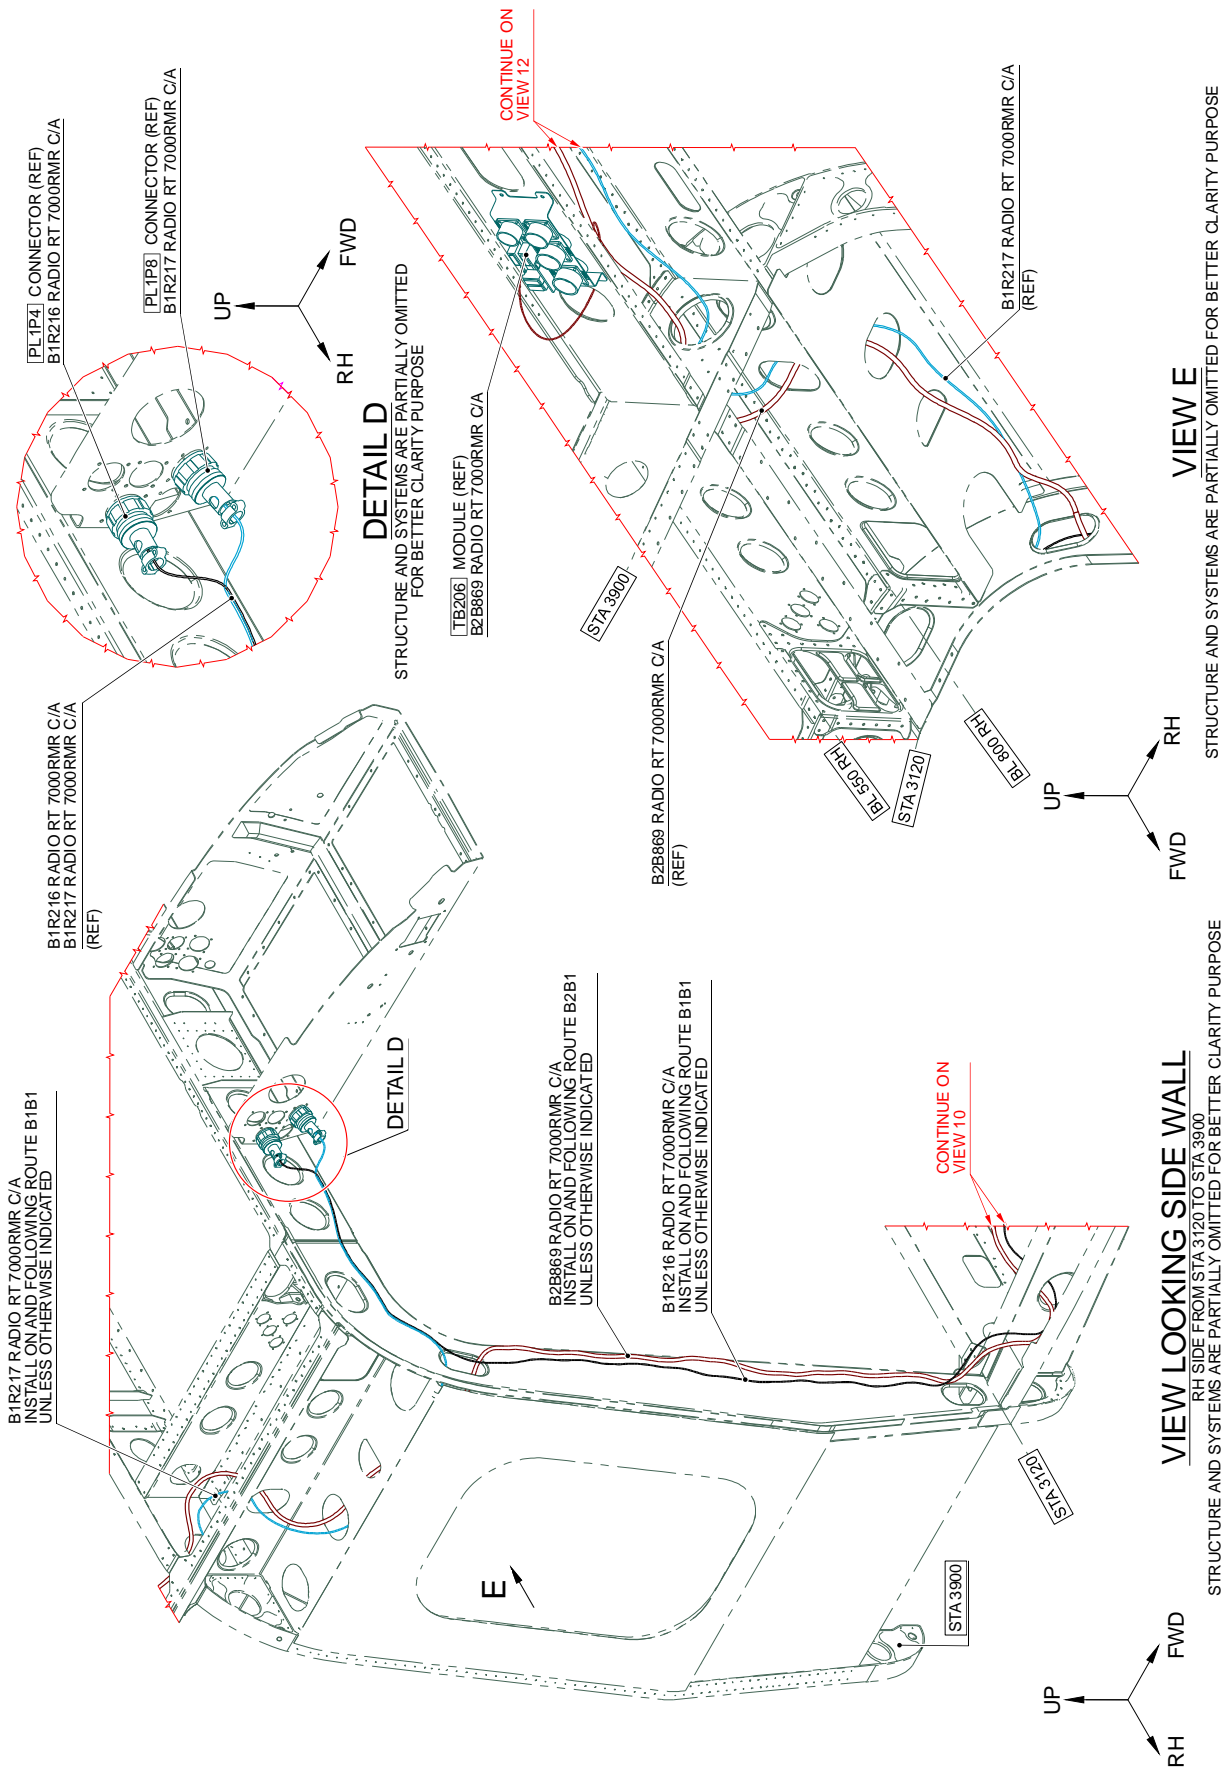 B1R217 RADIO RT 7000RMR C/A
INSTALL ON AND FOLLOWING ROUTE B1B1
UNLESS OTHERWISE INDICATED
DETAIL D
B2B869 RADIO RT 7000RMR C/A
INSTALL ON AND FOLLOWING ROUTE B2B1
UNLESS OTHERWISE INDICATED
B1R216 RADIO RT 7000RMR C/A
INSTALL ON AND FOLLOWING ROUTE B1B1
UNLESS OTHERWISE INDICATED
CONTINUE ON
VIEW 10
E
STA 3120
STA 3900
UP
RH
FWD
VIEW LOOKING SIDE WALL
RH SIDE FROM STA 3120 TO STA 3900
STRUCTURE AND SYSTEMS ARE PARTIALLY OMITTED FOR BETTER CLARITY PURPOSE
B1R216 RADIO RT 7000RMR C/A
B1R217 RADIO RT 7000RMR C/A
(REF)
PL1P4 CONNECTOR (REF)
B1R216 RADIO RT 7000RMR C/A
PL1P8 CONNECTOR (REF)
B1R217 RADIO RT 7000RMR C/A
UP
RH
FWD
DETAIL D
STRUCTURE AND SYSTEMS ARE PARTIALLY OMITTED
FOR BETTER CLARITY PURPOSE
TB206 MODULE (REF)
B2B869 RADIO RT 7000RMR C/A
CONTINUE ON
VIEW 12
STA 3900
B2B869 RADIO RT 7000RMR C/A
(REF)
BL 550 RH
STA 3120
BL 800 RH
B1R217 RADIO RT 7000RMR C/A
(REF)
UP
FWD
RH
VIEW E
STRUCTURE AND SYSTEMS ARE PARTIALLY OMITTED FOR BETTER CLARITY PURPOSE